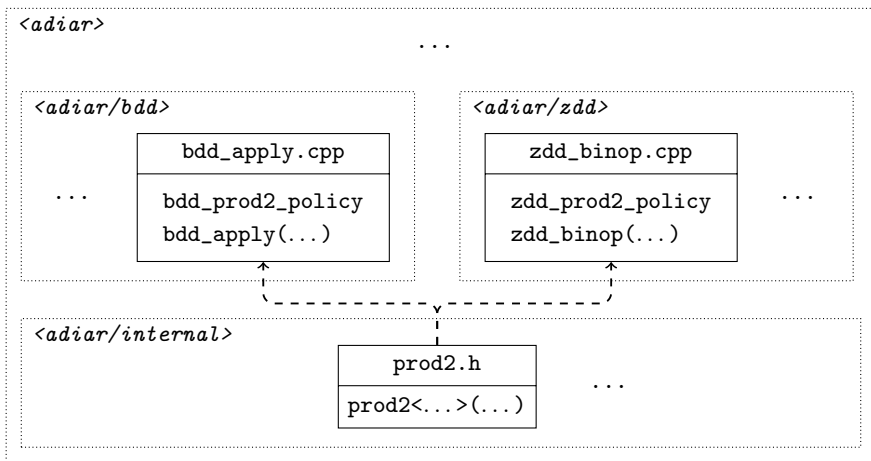 <adiar>
...
<adiar/bdd>
<adiar/zdd>
bdd_apply.cpp
zdd_binop.cpp
...
bdd_prod2_policy
bdd_apply(...)
zdd_prod2_policy
zdd_binop(...)
...
<adiar/internal>
prod2.h
prod2<...>(...)
...